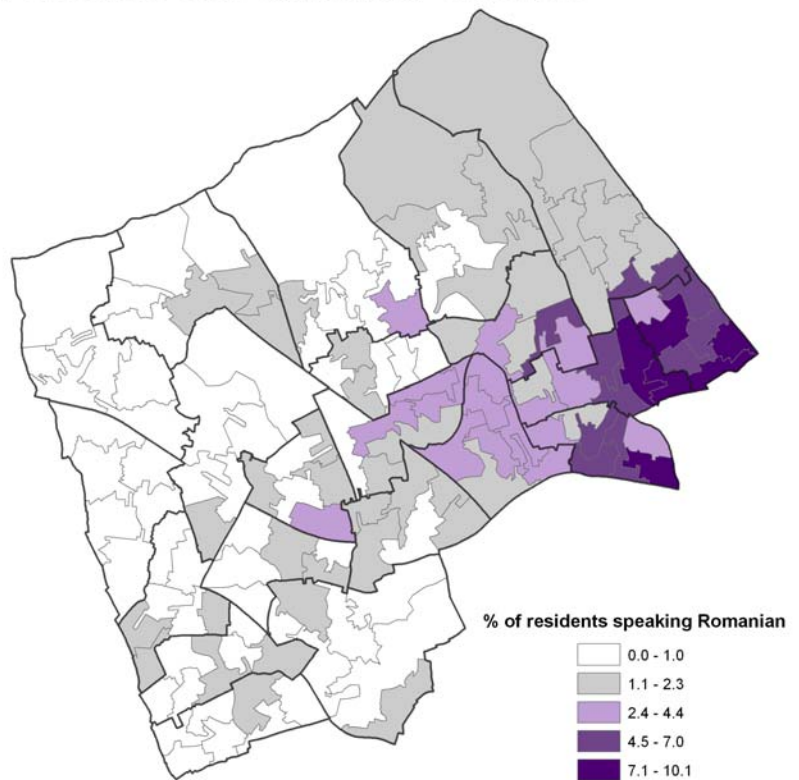 % of residents speaking Romanian
0.0 - 1.0
1.1 - 2.3
2.4 - 4.4
4.5 - 7.0
7.1 - 10.1